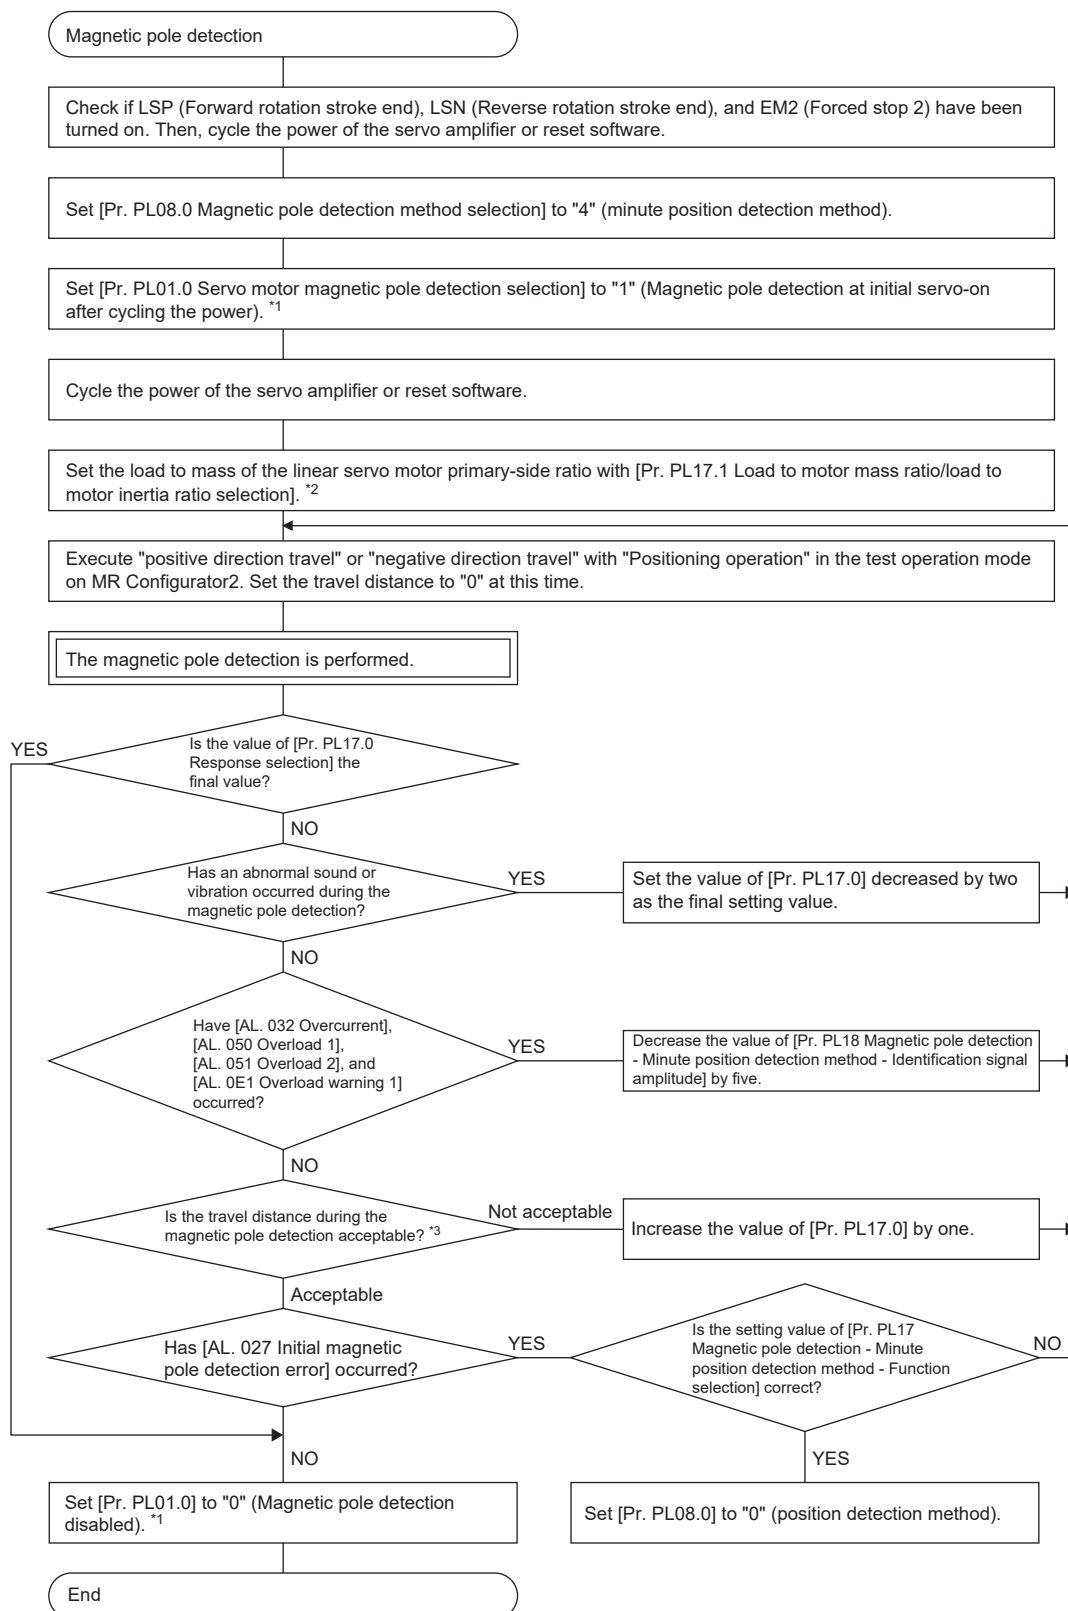 Magnetic pole detection
Check if LSP (Forward rotation stroke end), LSN (Reverse rotation stroke end), and EM2 (Forced stop 2) have been
turned on. Then, cycle the power of the servo amplifier or reset software.
Set [Pr. PL08.0 Magnetic pole detection method selection] to "4" (minute position detection method).
Set [Pr. PL01.0 Servo motor magnetic pole detection selection] to "1" (Magnetic pole detection at initial servo-on
after cycling the power). *1
Cycle the power of the servo amplifier or reset software.
Set the load to mass of the linear servo motor primary-side ratio with [Pr. PL17.1 Load to motor mass ratio/load to
motor inertia ratio selection]. *2
Execute "positive direction travel" or "negative direction travel" with "Positioning operation" in the test operation mode
on MR Configurator2. Set the travel distance to "0" at this time.
The magnetic pole detection is performed.
YES
Is the value of [Pr. PL17.0
Response selection] the
final value?
NO
Has an abnormal sound or
vibration occurred during the
magnetic pole detection?
YES
Set the value of [Pr. PL17.0] decreased by two
as the final setting value.
NO
Have [AL. 032 Overcurrent],
[AL. 050 Overload 1],
[AL. 051 Overload 2], and
[AL. 0E1 Overload warning 1]
occurred?
YES
Decrease the value of [Pr. PL18 Magnetic pole detection
- Minute position detection method - Identification signal
amplitude] by five.
NO
Is the travel distance during the
magnetic pole detection acceptable? *3
Not acceptable
Increase the value of [Pr. PL17.0] by one.
Acceptable
Has [AL. 027 Initial magnetic
pole detection error] occurred?
YES
Is the setting value of [Pr. PL17
Magnetic pole detection - Minute
position detection method - Function
selection] correct?
NO
NO
YES
Set [Pr. PL01.0] to "0" (Magnetic pole detection
disabled). *1
Set [Pr. PL08.0] to "0" (position detection method).
End